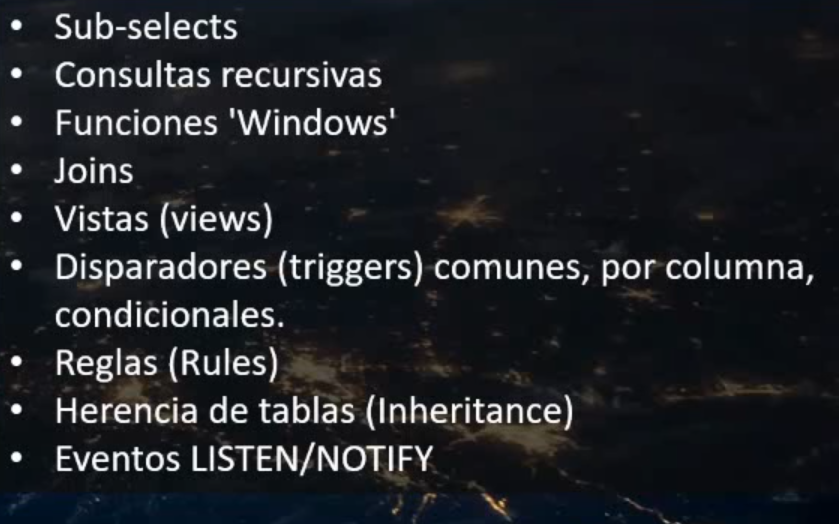 • Sub-selects
• Consultas recursivas
• Funciones 'Windows'
• Joins
• Vistas (views)
• Disparadores (triggers) comunes, por columna,
condicionales.
• Reglas (Rules)
• Herencia de tablas (Inheritance)
• Eventos LISTEN/NOTIFY